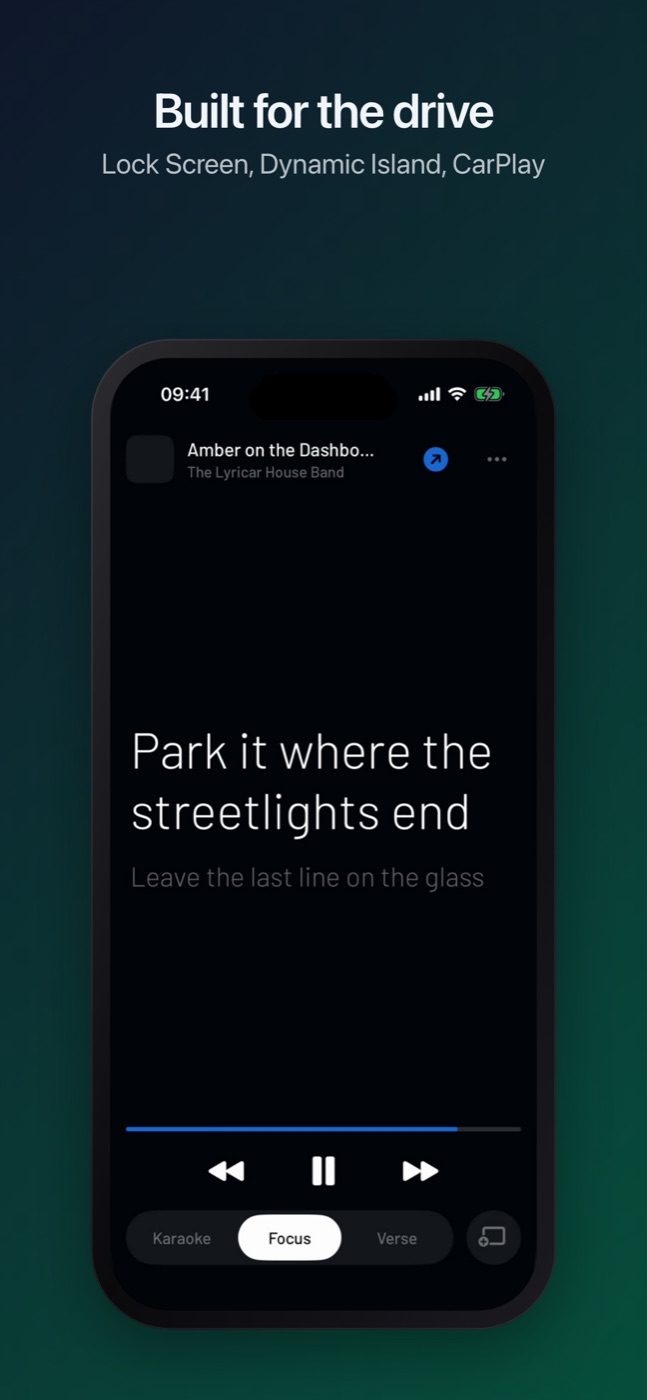 Built for the drive
Lock Screen, Dynamic Island, CarPlay
09:41
Amber on the Dashbo...
The Lyricar House Band
Park it where the
streetlights end
Leave the last line on the glass
Karaoke Focus Verse